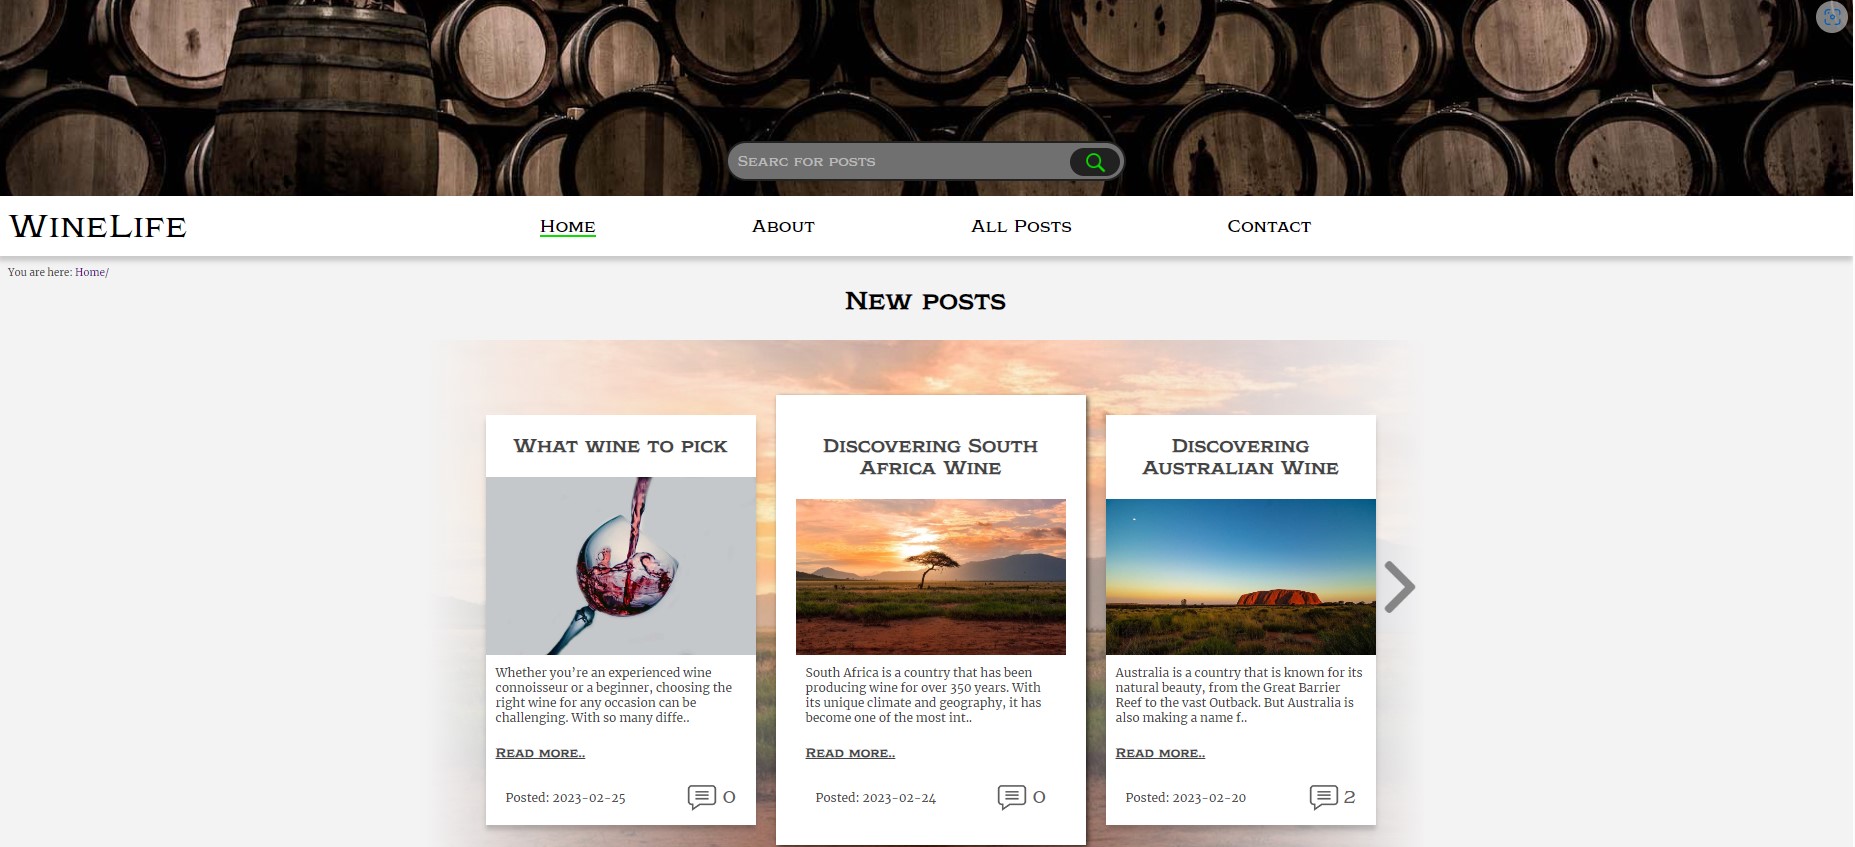 Searc for posts
WineLife
Home
About
All Posts
Contact
You are here: Home/
New posts
What wine to pick
Whether you're an experienced wine
connoisseur or a beginner, choosing the
right wine for any occasion can be
challenging. With so many diffe..
Read more..
Posted: 2023-02-25
0
Discovering South
Africa Wine
South Africa is a country that has been
producing wine for over 350 years. With
its unique climate and geography, it has
become one of the most int..
Read more..
Posted: 2023-02-24
0
Discovering
Australian Wine
Australia is a country that is known for its
natural beauty, from the Great Barrier
Reef to the vast Outback. But Australia is
also making a name f..
Read more..
Posted: 2023-02-20
2